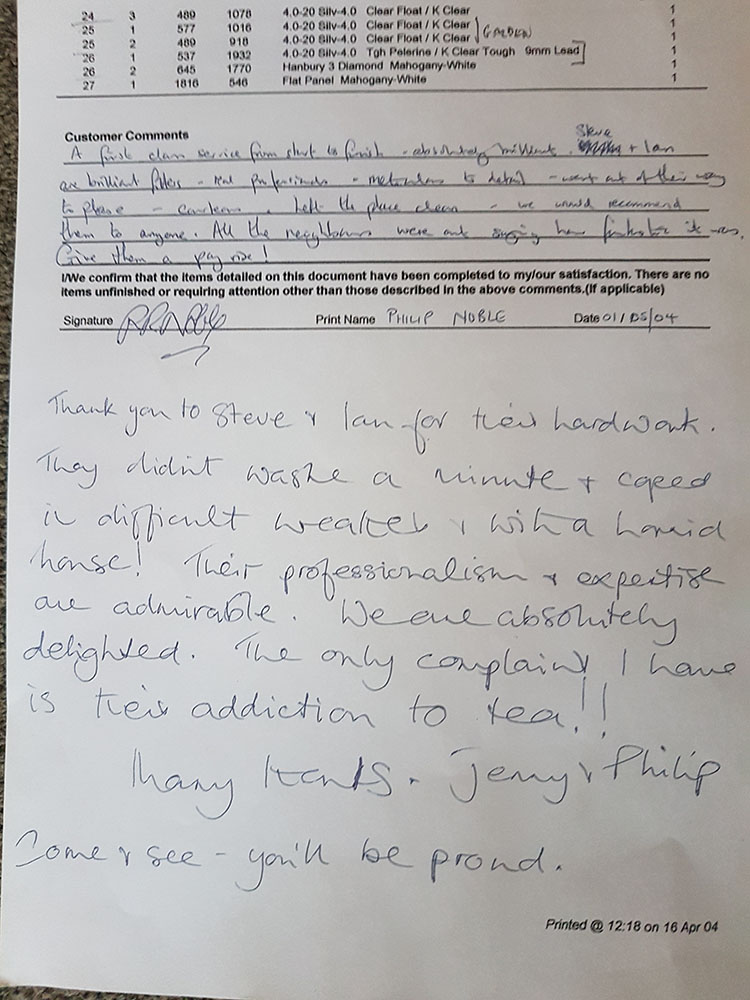 24 3 489 1078 4.0-20 Silv-4.0 Clear Float / K Clear 1
25 1 577 1016 4.0-20 Silv-4.0 Clear Float / K Clear 1
25 2 489 918 4.0-20 Silv-4.0 Clear Float / K Clear 1
26 1 537 1932 4.0-20 Silv-4.0 Tgh Pelerine / K Clear Tough 9mm Lead 1
26 2 645 1770 Hanbury 3 Diamond Mahogany-White 1
27 1 1816 546 Flat Panel Mahogany-White 1
Customer Comments
Steve
A first class service from start to finish - absolutely brilliant. + Ian
are brilliant fitters - real professionals - to detail - went out of their way
to please - . Left the place clean - we would recommend
them to anyone. All the neighbours were out saying how it was.
Give them a pay rise!
I/We confirm that the items detailed on this document have been completed to my/our satisfaction. There are no
items unfinished or requiring attention other than those described in the above comments.(If applicable)
Signature Print Name PHILIP NOBLE Date 01/05/04
Thank you to Steve & Ian for their hard work.
They didn't waste a minute & coped
in difficult weather & with a horrid
house! Their professionalism & expertise
are admirable. We are absolutely
delighted. The only complaint I have
is their addiction to tea!!
Many thanks. Jenny & Philip
Come & see - you'll be proud.
Printed @ 12:18 on 16 Apr 04